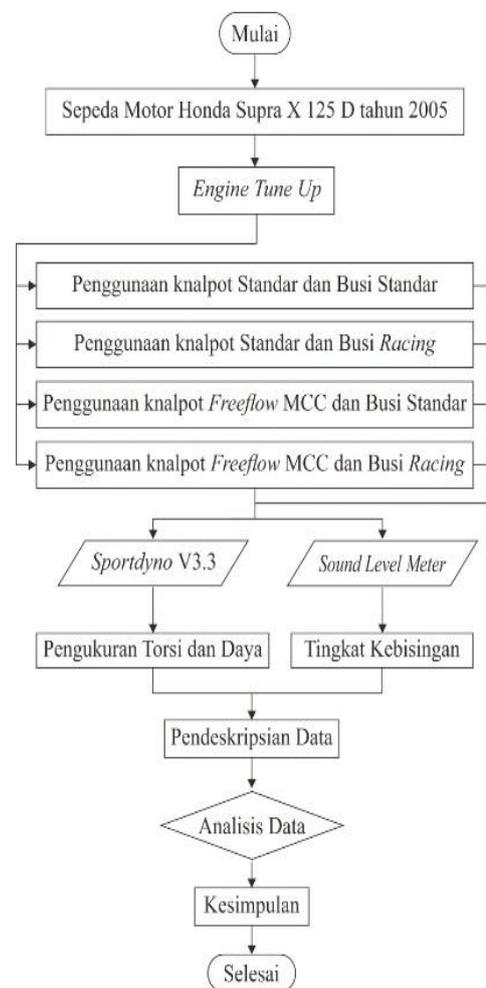 Mulai
Sepeda Motor Honda Supra X 125 D tahun 2005
Engine Tune Up
Penggunaan knalpot Standar dan Busi Standar
Penggunaan knalpot Standar dan Busi Racing
Penggunaan knalpot Freeflow MCC dan Busi Standar
Penggunaan knalpot Freeflow MCC dan Busi Racing
Sportdyno V3.3
Sound Level Meter
Pengukuran Torsi dan Daya
Tingkat Kebisingan
Pendeskripsian Data
Analisis Data
Kesimpulan
Selesai